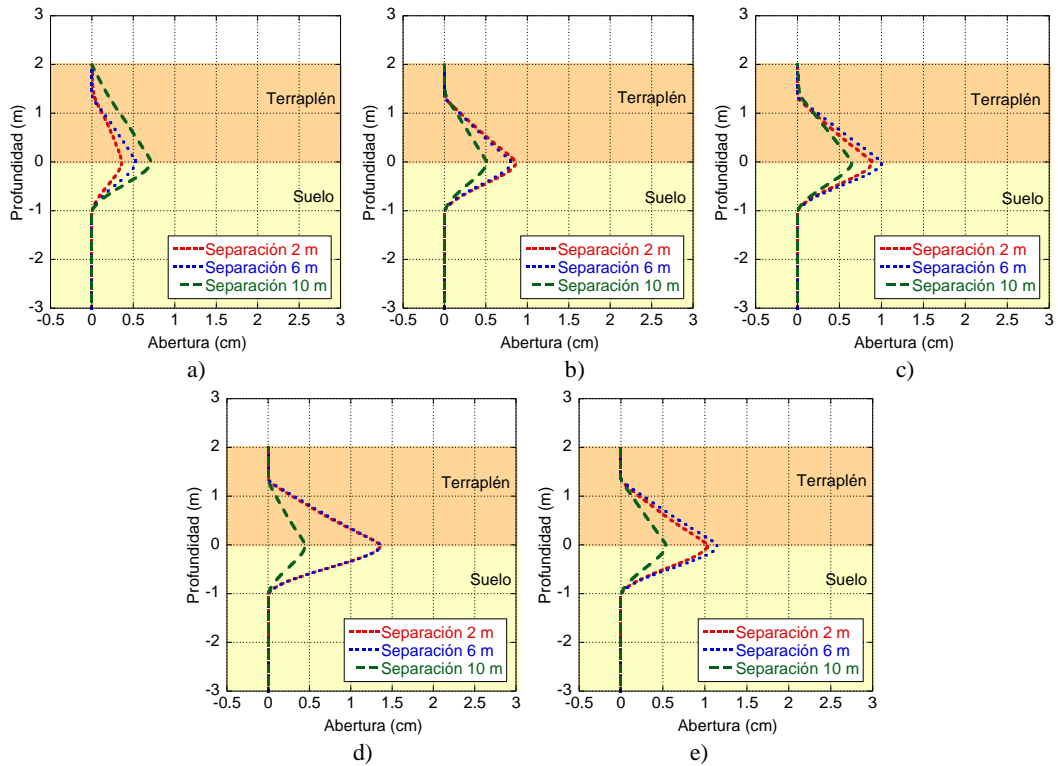 3
2
1
0
-1
-2
-3
Profundidad (m)
Terraplén
Suelo
Separación 2 m
Separación 6 m
Separación 10 m
-0.5 0 0.5 1 1.5 2 2.5 3
Abertura (cm)
a)
3
2
1
0
-1
-2
-3
Profundidad (m)
Terraplén
Suelo
Separación 2 m
Separación 6 m
Separación 10 m
-0.5 0 0.5 1 1.5 2 2.5 3
Abertura (cm)
b)
3
2
1
0
-1
-2
-3
Profundidad (m)
Terraplén
Suelo
Separación 2 m
Separación 6 m
Separación 10 m
-0.5 0 0.5 1 1.5 2 2.5 3
Abertura (cm)
c)
3
2
1
0
-1
-2
-3
Profundidad (m)
Terraplén
Suelo
Separación 2 m
Separación 6 m
Separación 10 m
-0.5 0 0.5 1 1.5 2 2.5 3
Abertura (cm)
d)
3
2
1
0
-1
-2
-3
Profundidad (m)
Terraplén
Suelo
Separación 2 m
Separación 6 m
Separación 10 m
-0.5 0 0.5 1 1.5 2 2.5 3
Abertura (cm)
e)